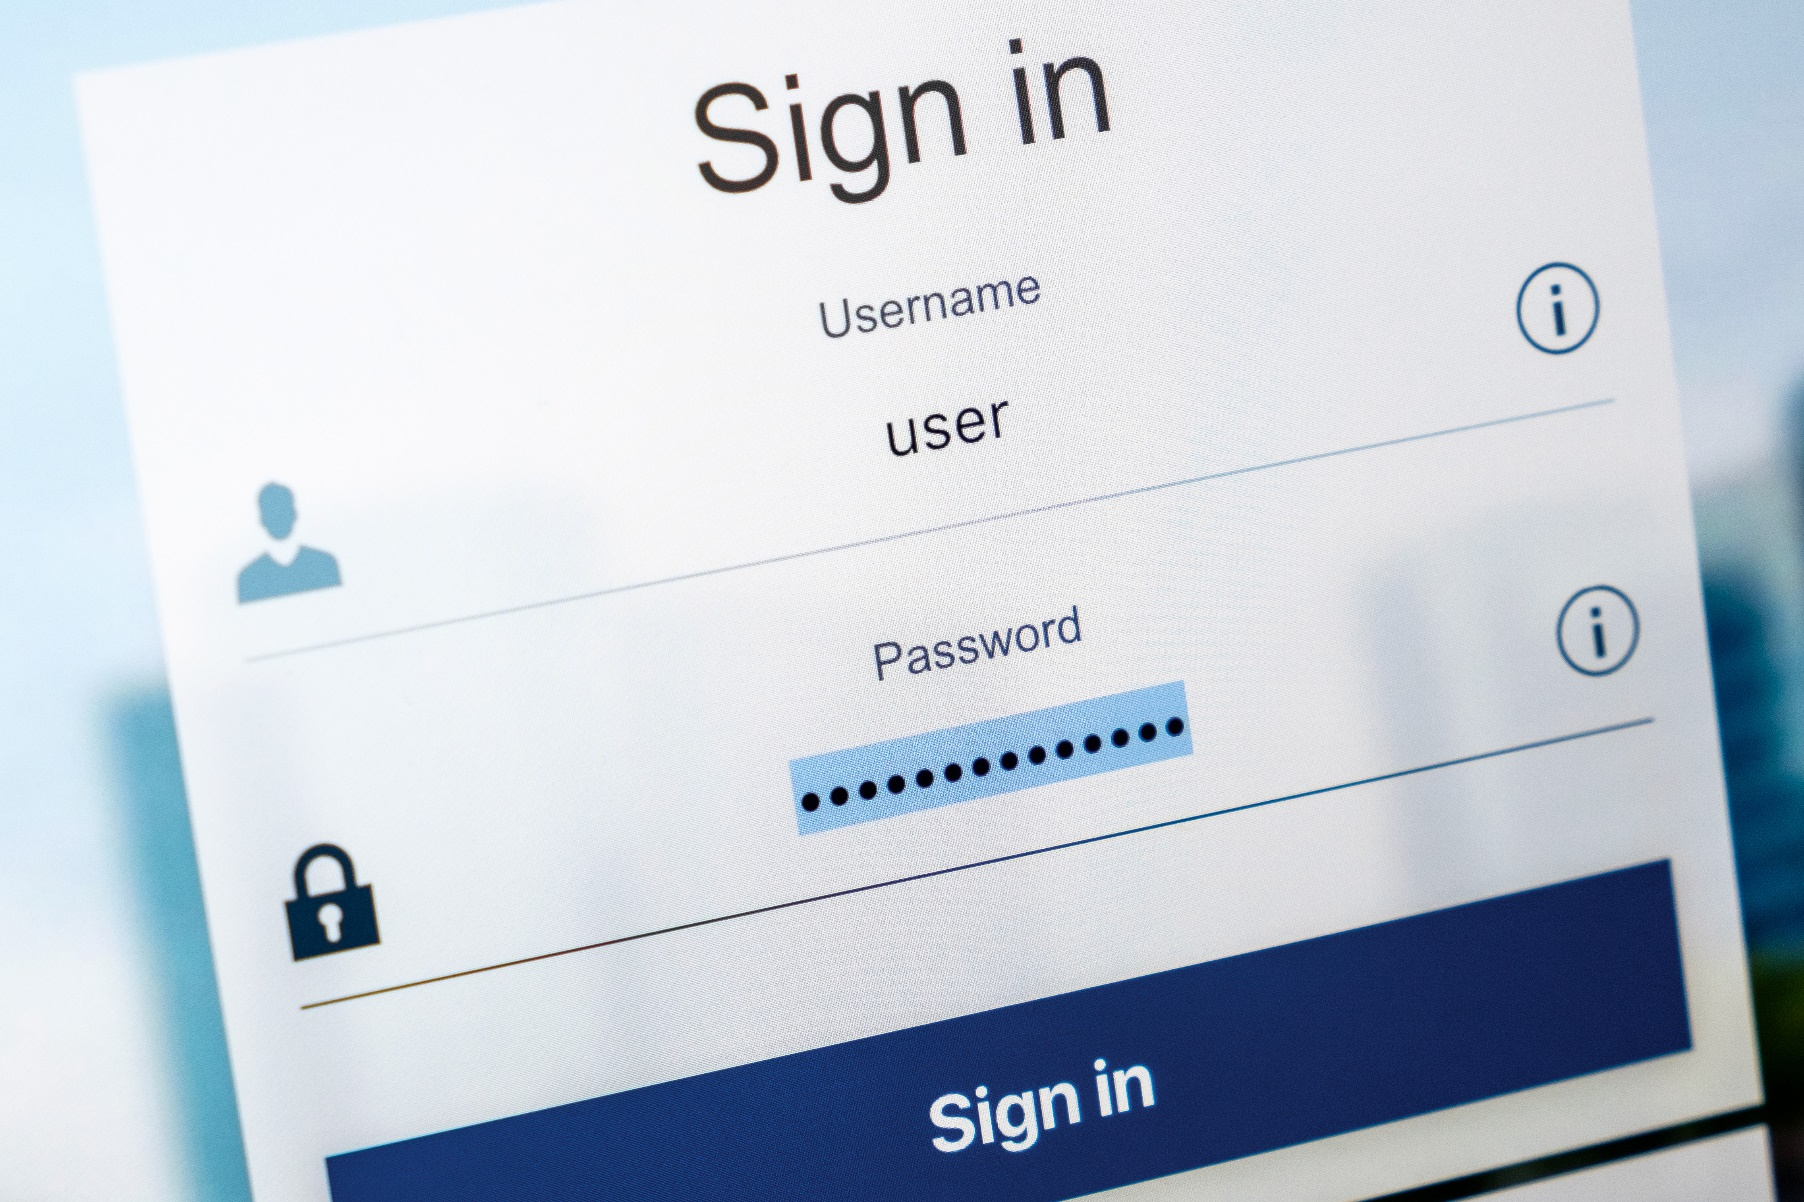 Sign in
Username
user
Password
••••••••••••••
Sign in